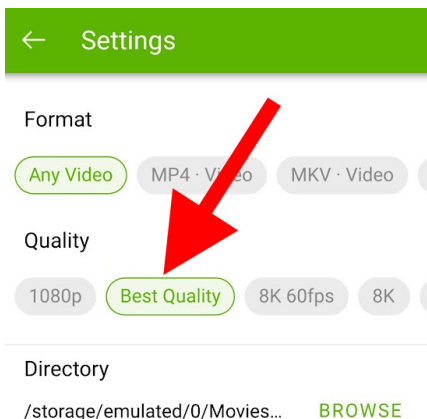 Settings
Format
Any Video MP4 · Video MKV · Video
Quality
1080p Best Quality 8K 60fps 8K
Directory
/storage/emulated/0/Movies... BROWSE